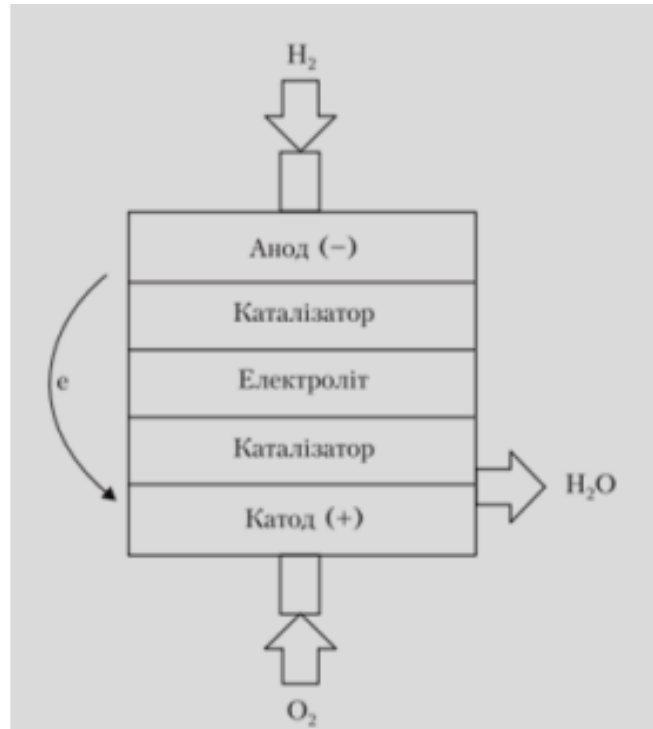 H₂
Анод (−)
Каталізатор
e
Електроліт
Каталізатор
H₂O
Катод (+)
O₂